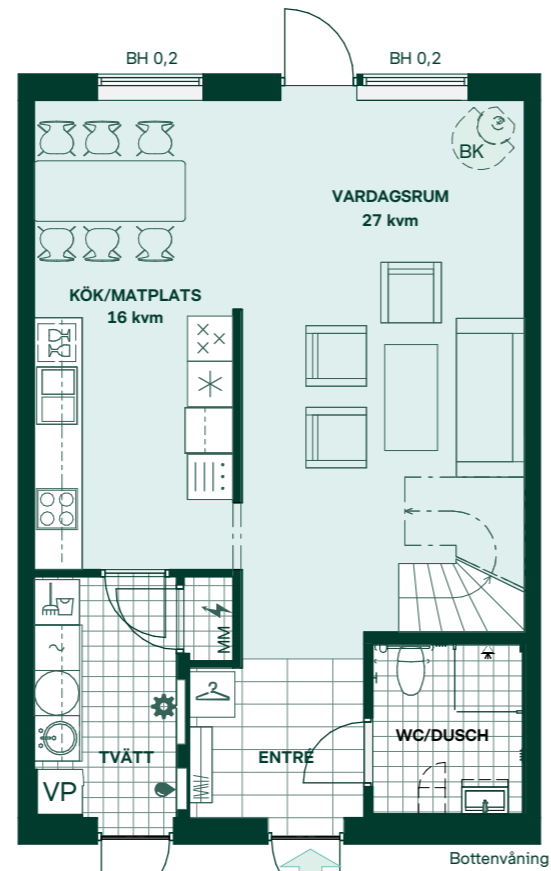 BH 0,2
BH 0,2
BK
VARDAGSRUM
27 kvm
KÖK/MATPLATS
16 kvm
MM
WC/DUSCH
TVÄTT
ENTRÉ
VP
Bottenvåning